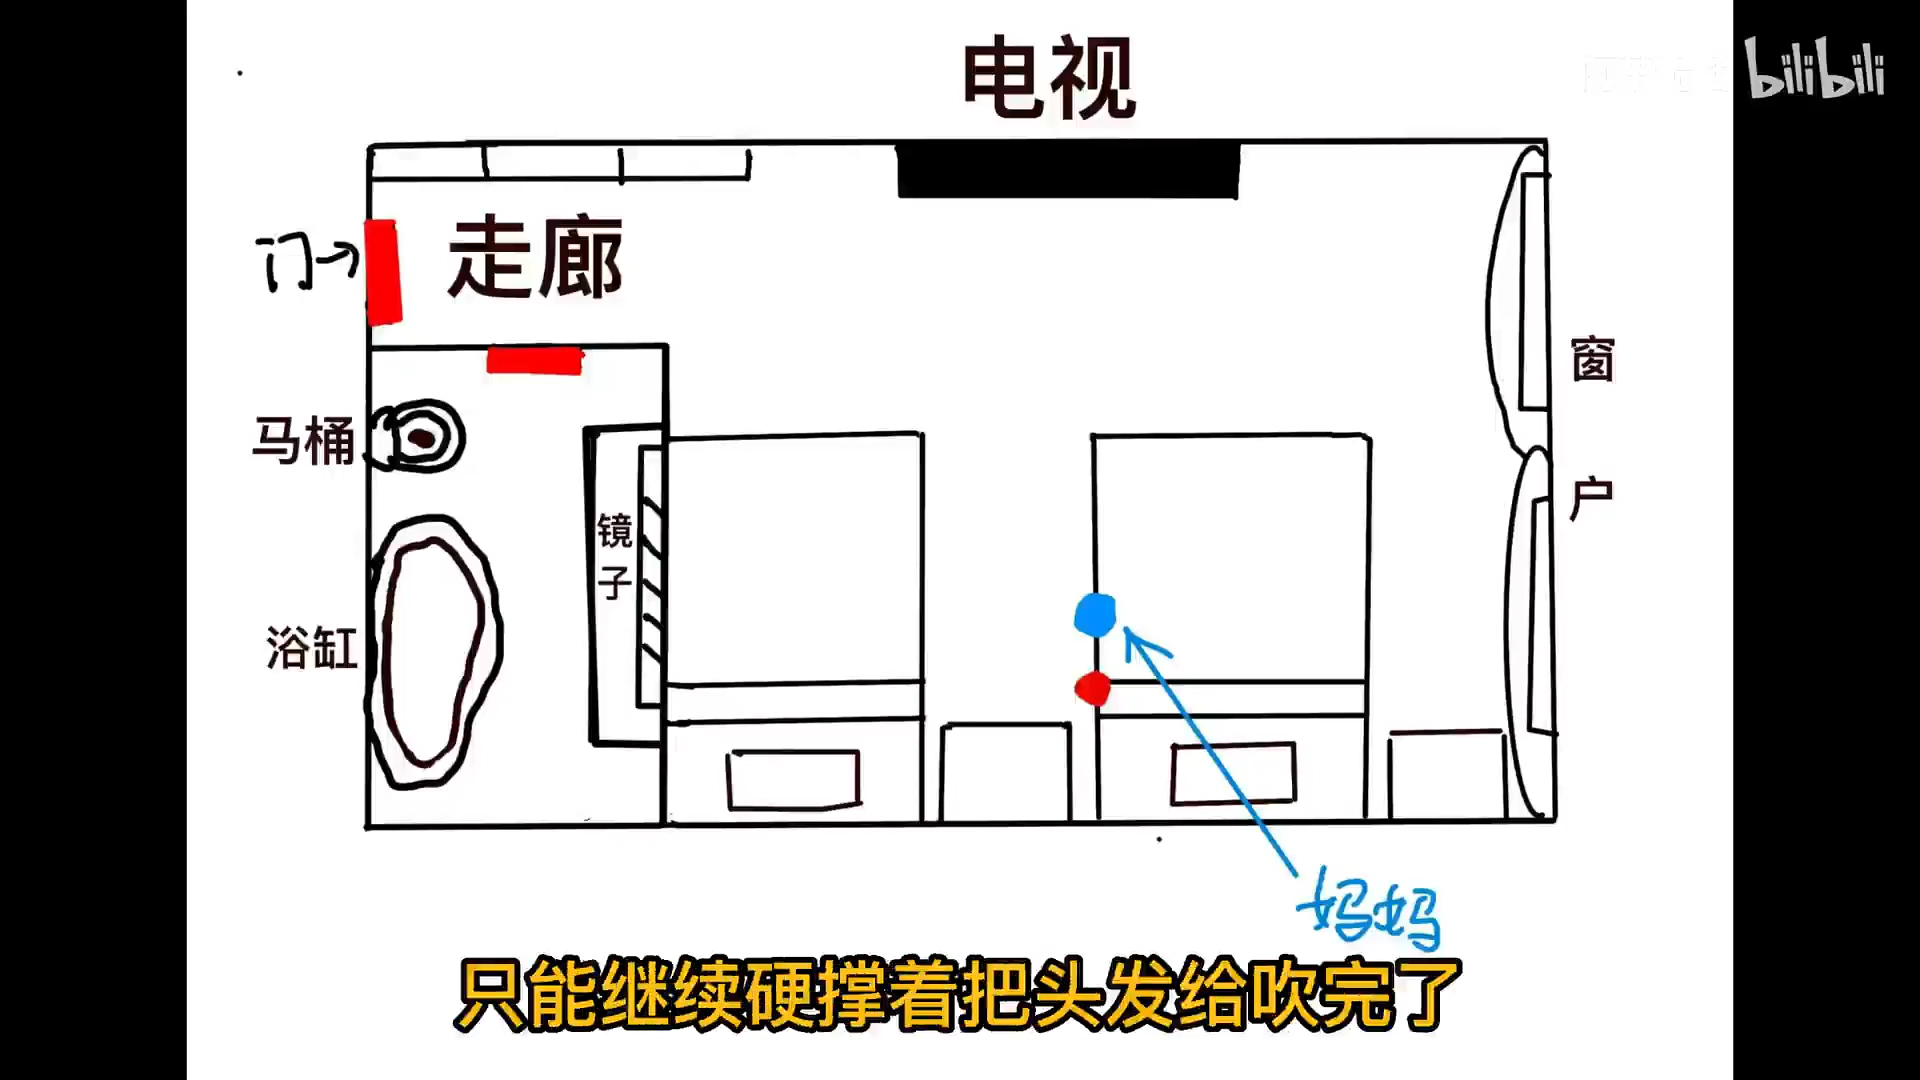 电视
bilibili
门
走廊
窗
户
马桶
镜
子
浴缸
妈妈
只能继续硬撑着把头发给吹完了